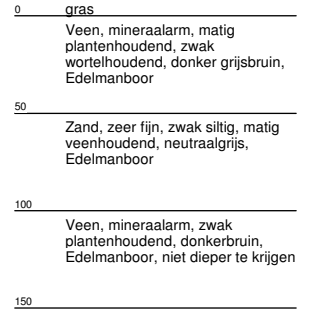 0 gras
Veen, mineraalarm, matig
plantenhoudend, zwak
wortelhoudend, donker grijsbruin,
Edelmanboor
50
Zand, zeer fijn, zwak siltig, matig
veenhoudend, neutraalgrijs,
Edelmanboor
100
Veen, mineraalarm, zwak
plantenhoudend, donkerbruin,
Edelmanboor, niet dieper te krijgen
150